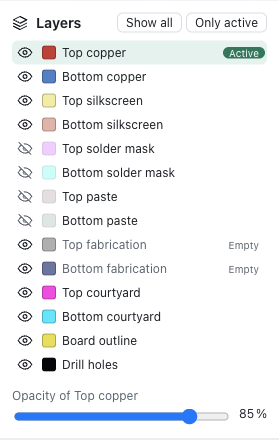 Layers Show all Only active
Top copper Active
Bottom copper
Top silkscreen
Bottom silkscreen
Top solder mask
Bottom solder mask
Top paste
Bottom paste
Top fabrication Empty
Bottom fabrication Empty
Top courtyard
Bottom courtyard
Board outline
Drill holes
Opacity of Top copper
85 %